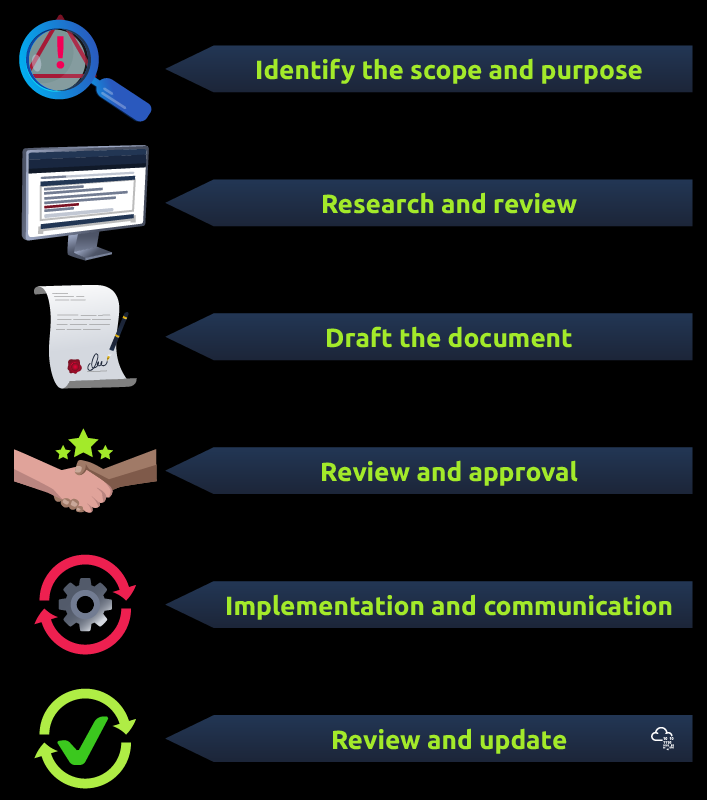 Identify the scope and purpose
Research and review
Draft the document
Review and approval
Implementation and communication
Review and update